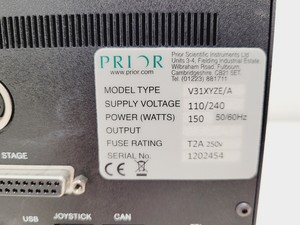 PRIOR
www.prior.com
Prior Scientific Instruments Ltd
Units 3-4, Fielding Industrial Estate
Wilbraham Road, Fulbourn
Cambridgeshire, CB21 5ET
Tel. (01223) 881711
MODEL TYPE V31XYZE/A
SUPPLY VOLTAGE 110/240
POWER (WATTS) 150 50/60Hz
OUTPUT
FUSE RATING T2A 250v
SERIAL No. 1202454
CE
STAGE
USB JOYSTICK CAN